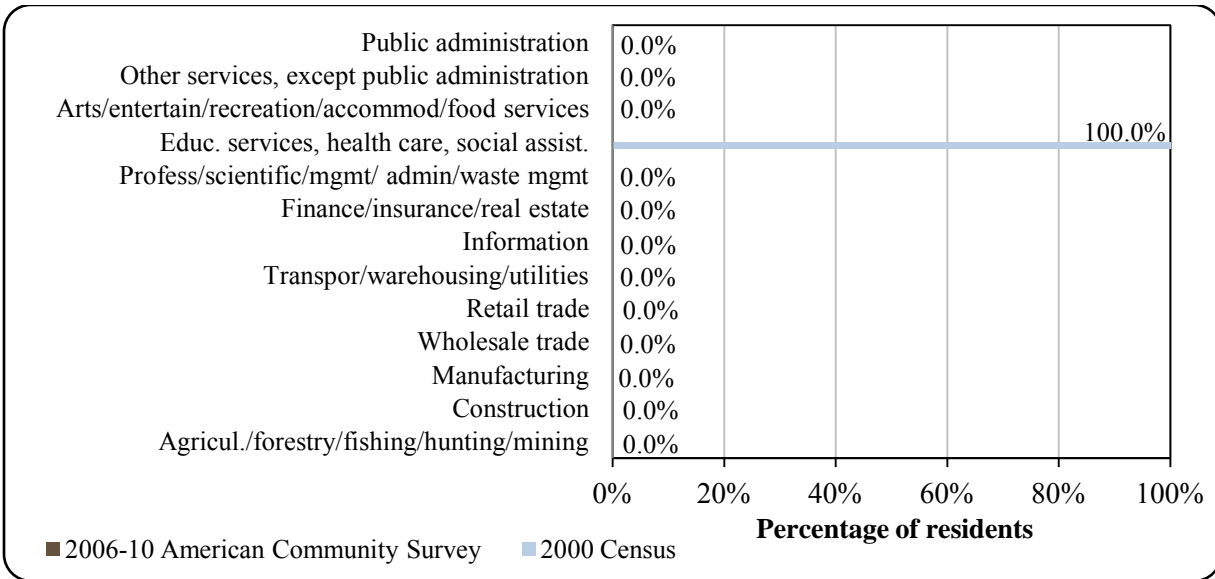 Public administration 0.0%
Other services, except public administration 0.0%
Arts/entertain/recreation/accommod/food services 0.0%
Educ. services, health care, social assist. 100.0%
Profess/scientific/mgmt/ admin/waste mgmt 0.0%
Finance/insurance/real estate 0.0%
Information 0.0%
Transpor/warehousing/utilities 0.0%
Retail trade 0.0%
Wholesale trade 0.0%
Manufacturing 0.0%
Construction 0.0%
Agricul./forestry/fishing/hunting/mining 0.0%
0% 20% 40% 60% 80% 100%
Percentage of residents
2006-10 American Community Survey 2000 Census